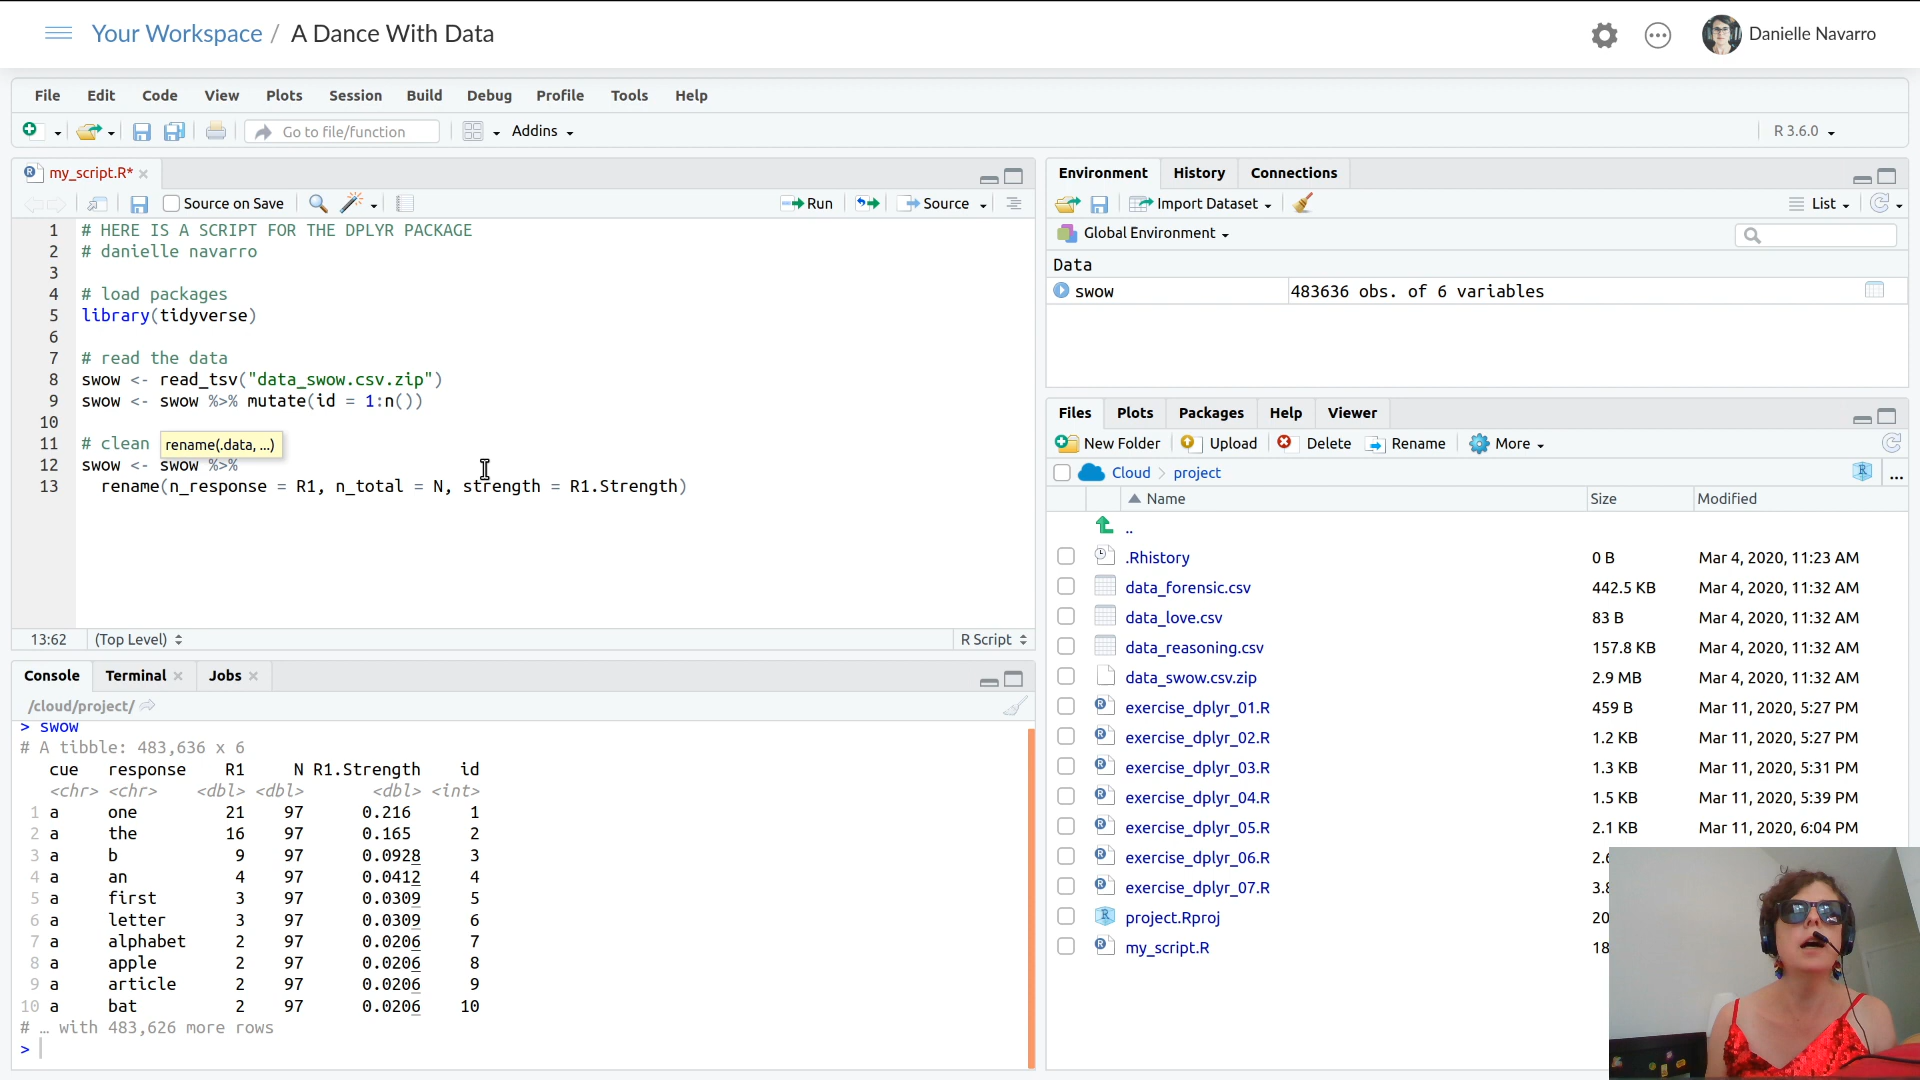 Your Workspace / A Dance With Data
Danielle Navarro
File Edit Code View Plots Session Build Debug Profile Tools Help
Go to file/function
Addins
R 3.6.0
my_script.R*
Source on Save
Run
Source
1 # HERE IS A SCRIPT FOR THE DPLYR PACKAGE
2 # danielle navarro
3
4 # load packages
5 library(tidyverse)
6
7 # read the data
8 swow <- read_tsv("data_swow.csv.zip")
9 swow <- swow %>% mutate(id = 1:n())
10
11 # clean
rename(.data, ...)
12 swow <- swow %>%
13 rename(n_response = R1, n_total = N, strength = R1.Strength)
13:62 (Top Level) R Script
Console Terminal Jobs
/cloud/project/
> swow
# A tibble: 483,636 x 6
cue response R1 N R1.Strength id
<chr> <chr> <dbl> <dbl> <dbl> <int>
1 a one 21 97 0.216 1
2 a the 16 97 0.165 2
3 a b 9 97 0.0928 3
4 a an 4 97 0.0412 4
5 a first 3 97 0.0309 5
6 a letter 3 97 0.0309 6
7 a alphabet 2 97 0.0206 7
8 a apple 2 97 0.0206 8
9 a article 2 97 0.0206 9
10 a bat 2 97 0.0206 10
# … with 483,626 more rows
>
Environment History Connections
Import Dataset
List
Global Environment
Data
swow 483636 obs. of 6 variables
Files Plots Packages Help Viewer
New Folder Upload Delete Rename More
Cloud project
...
Name Size Modified
..
.Rhistory 0 B Mar 4, 2020, 11:23 AM
data_forensic.csv 442.5 KB Mar 4, 2020, 11:32 AM
data_love.csv 83 B Mar 4, 2020, 11:32 AM
data_reasoning.csv 157.8 KB Mar 4, 2020, 11:32 AM
data_swow.csv.zip 2.9 MB Mar 4, 2020, 11:32 AM
exercise_dplyr_01.R 459 B Mar 11, 2020, 5:27 PM
exercise_dplyr_02.R 1.2 KB Mar 11, 2020, 5:27 PM
exercise_dplyr_03.R 1.3 KB Mar 11, 2020, 5:31 PM
exercise_dplyr_04.R 1.5 KB Mar 11, 2020, 5:39 PM
exercise_dplyr_05.R 2.1 KB Mar 11, 2020, 6:04 PM
exercise_dplyr_06.R
exercise_dplyr_07.R
project.Rproj
my_script.R